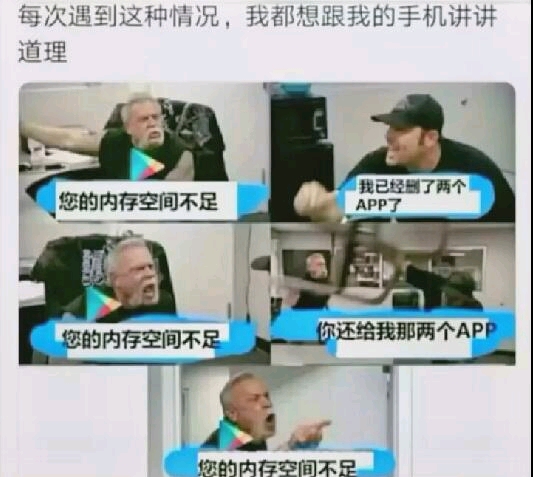 每次遇到这种情况，我都想跟我的手机讲讲
道理
您的内存空间不足
我已经删了两个
APP了
您的内存空间不足
你还给我那两个APP
您的内存空间不足